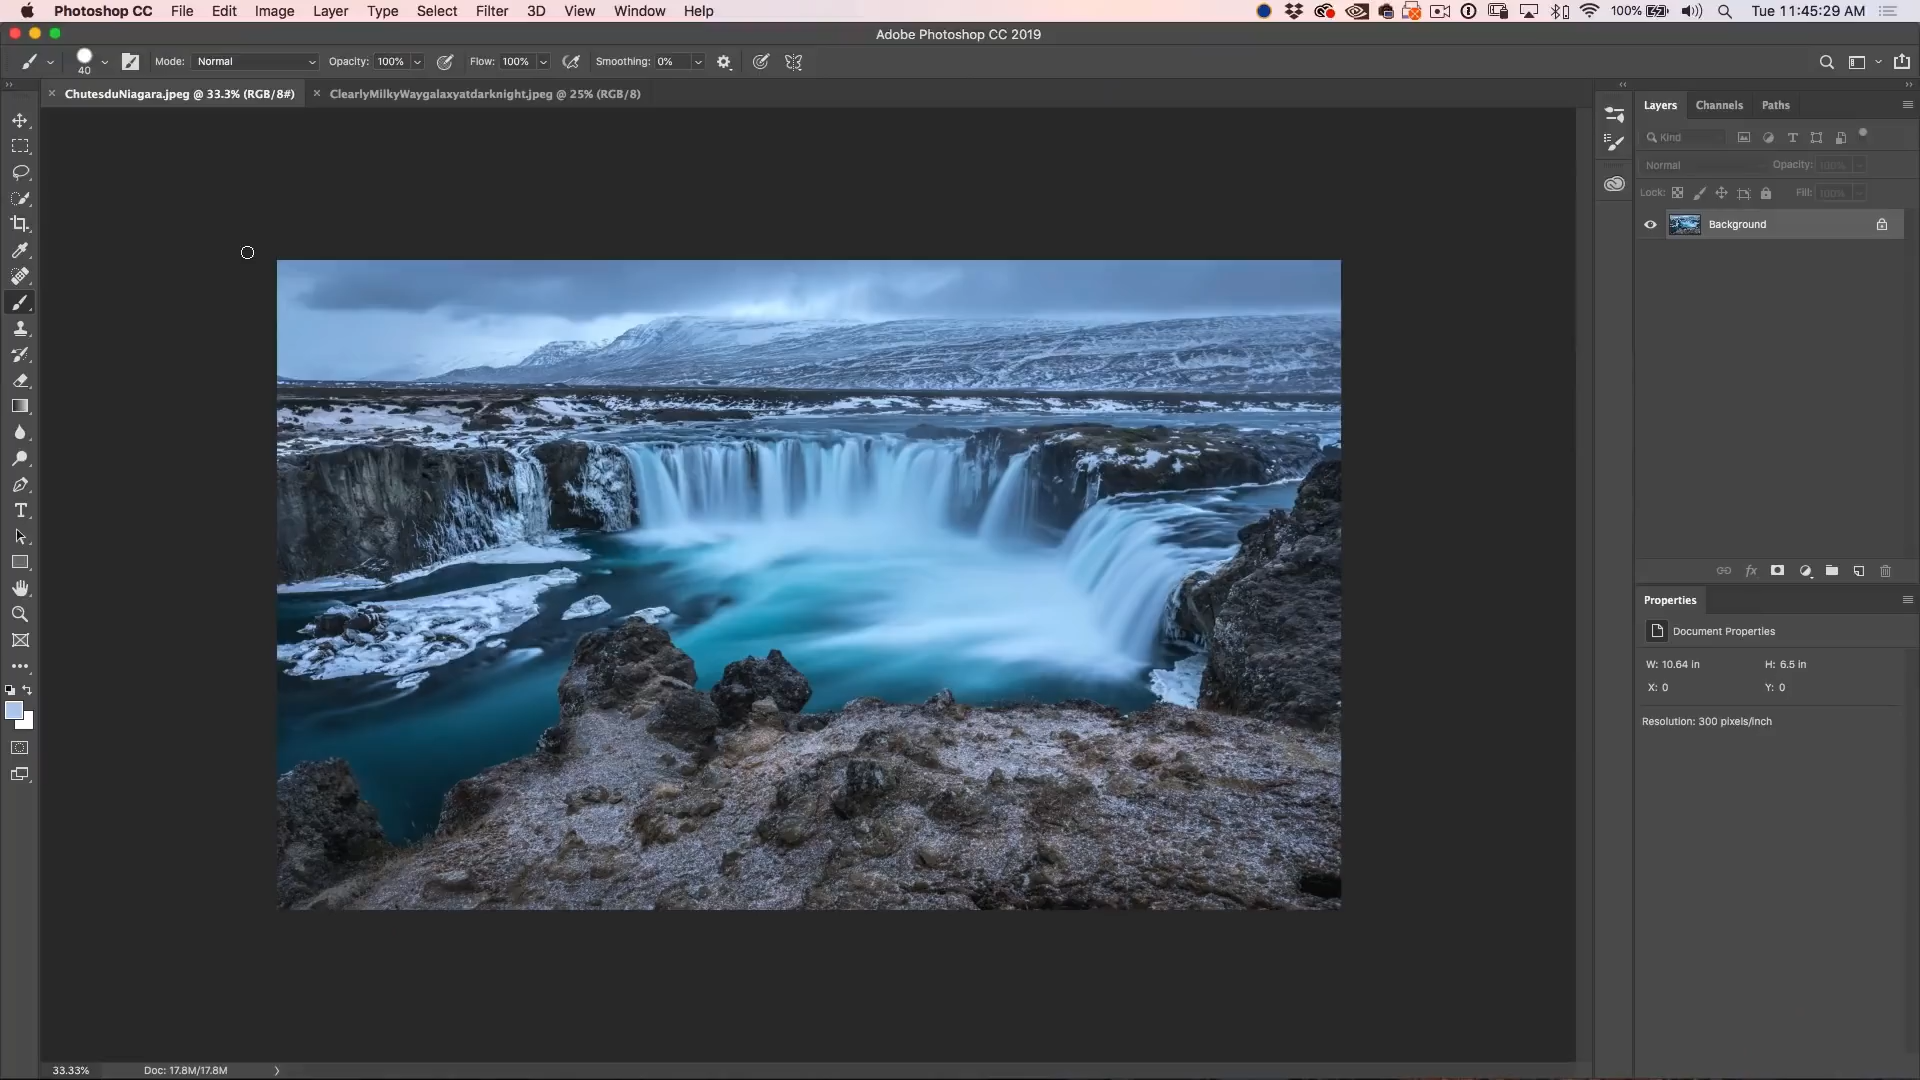 Photoshop CC File Edit Image Layer Type Select Filter 3D View Window Help 100% Tue 11:45:29 AM
Adobe Photoshop CC 2019
40 Mode: Normal Opacity: 100% Flow: 100% Smoothing: 0%
ChutesduNiagara.jpeg @ 33.3% (RGB/8#) ClearlyMilkyWaygalaxyatdarknight.jpeg @ 25% (RGB/8)
Layers Channels Paths
Kind
Normal Opacity: 100%
Lock: Fill: 100%
Background
fx
Properties
Document Properties
W: 10.64 in H: 6.5 in
X: 0 Y: 0
Resolution: 300 pixels/inch
33.33% Doc: 17.8M/17.8M